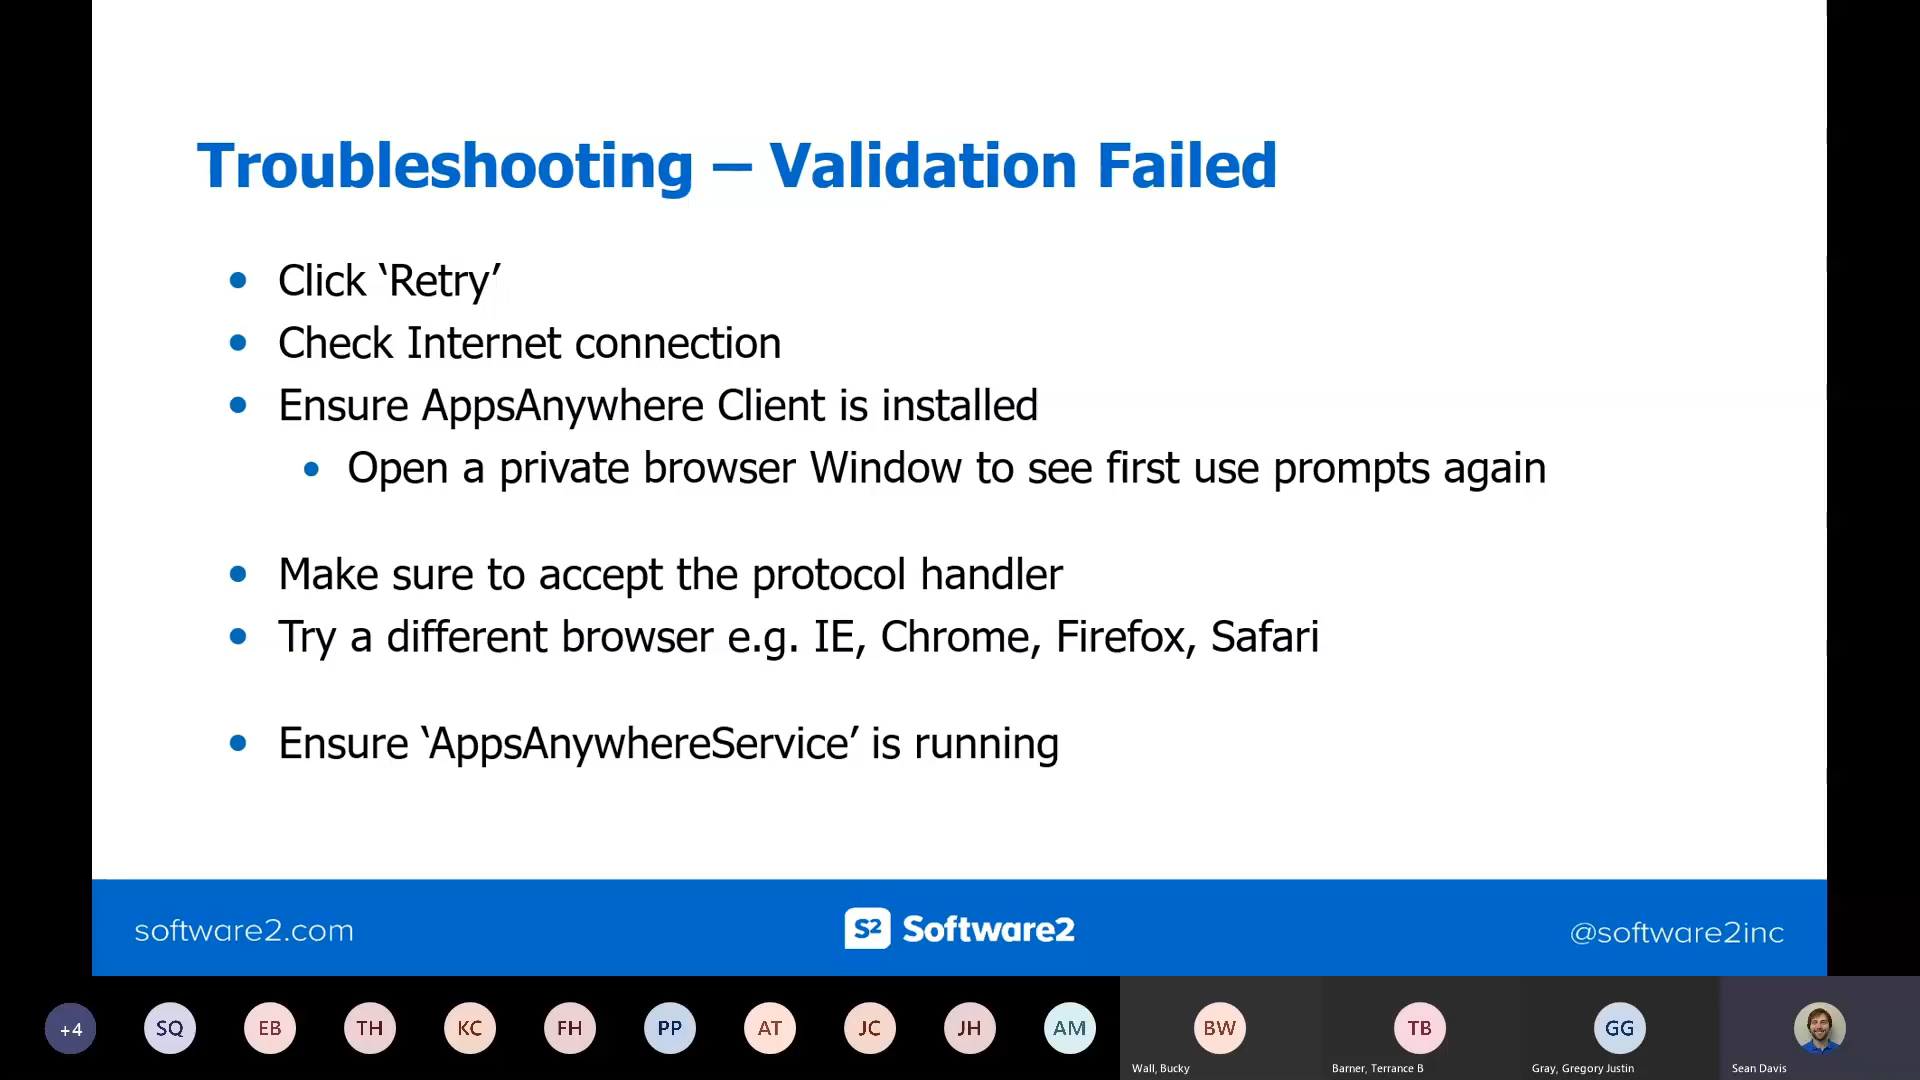 Troubleshooting – Validation Failed
• Click ‘Retry’
• Check Internet connection
• Ensure AppsAnywhere Client is installed
• Open a private browser Window to see first use prompts again
• Make sure to accept the protocol handler
• Try a different browser e.g. IE, Chrome, Firefox, Safari
• Ensure ‘AppsAnywhereService’ is running
software2.com
S2 Software2
@software2inc
+4 SQ EB TH KC FH PP AT JC JH AM BW TB GG
Wall, Bucky
Barner, Terrance B
Gray, Gregory Justin
Sean Davis